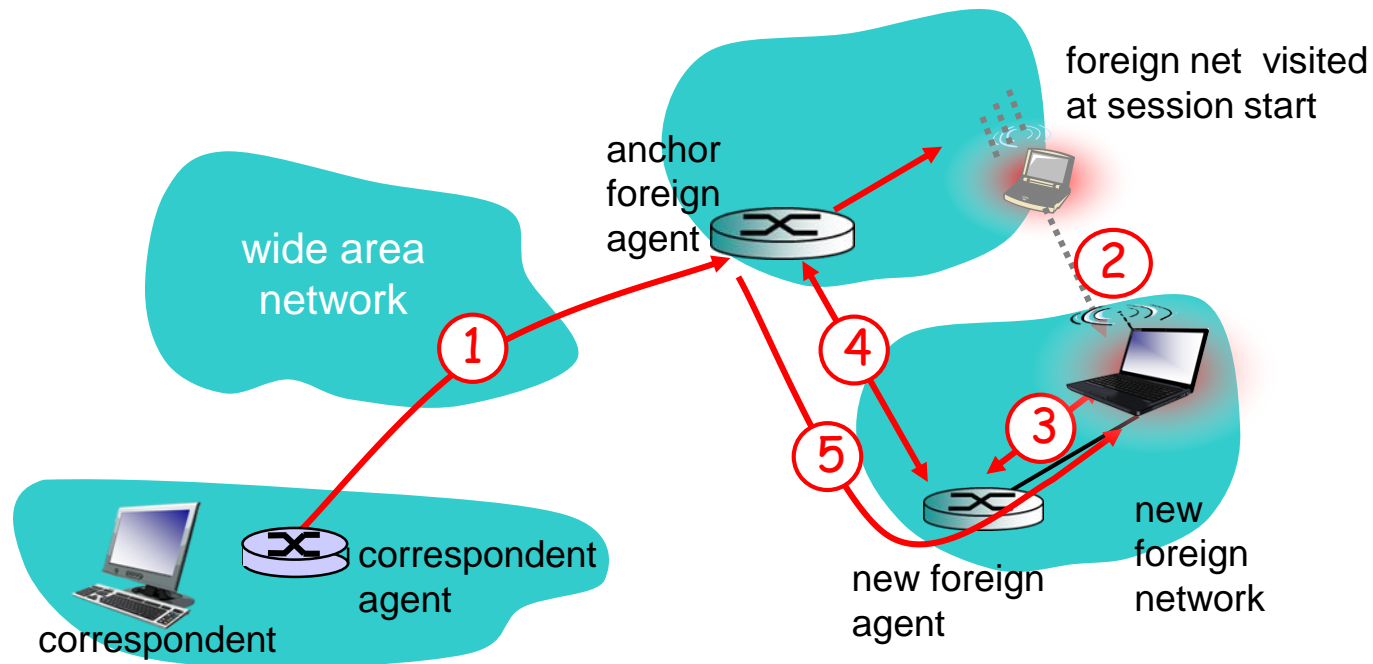 foreign net visited
at session start
anchor
foreign
agent
wide area
network
2
1
4
3
5
correspondent
agent
correspondent
new foreign
agent
new
foreign
network